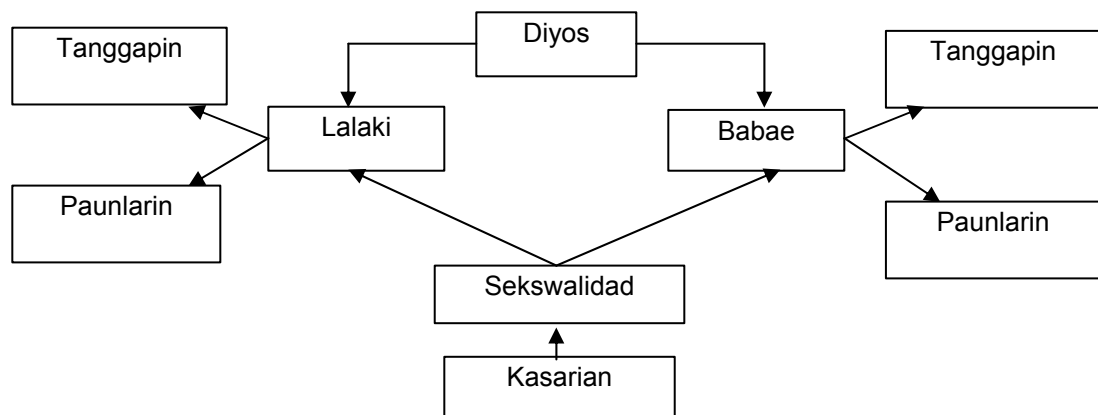 Diyos
Tanggapin
Tanggapin
Lalaki
Babae
Paunlarin
Paunlarin
Sekswalidad
Kasarian